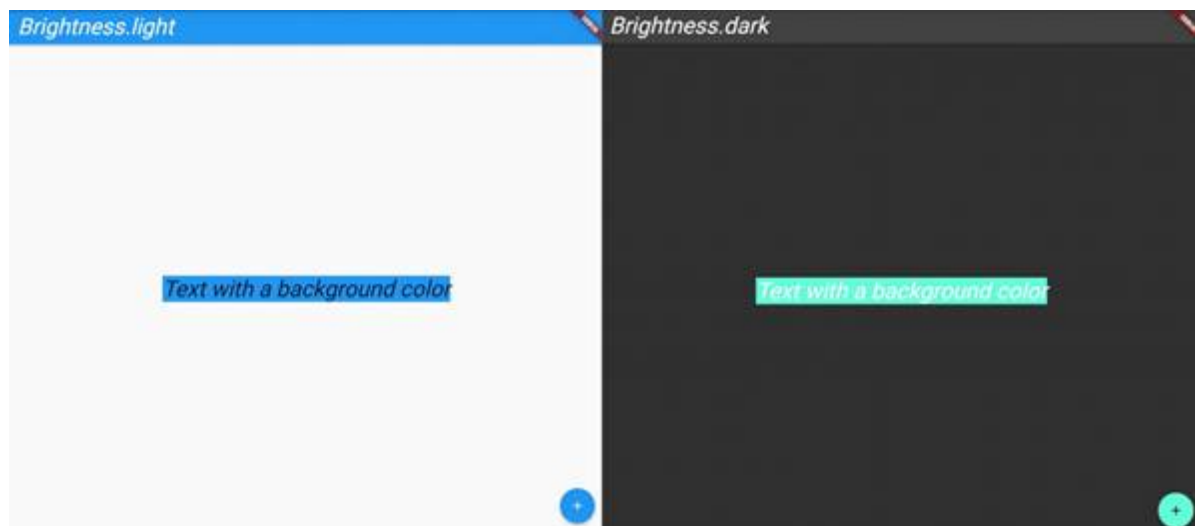 Brightness.light
Brightness.dark
Text with a background color
Text with a background color
+
+